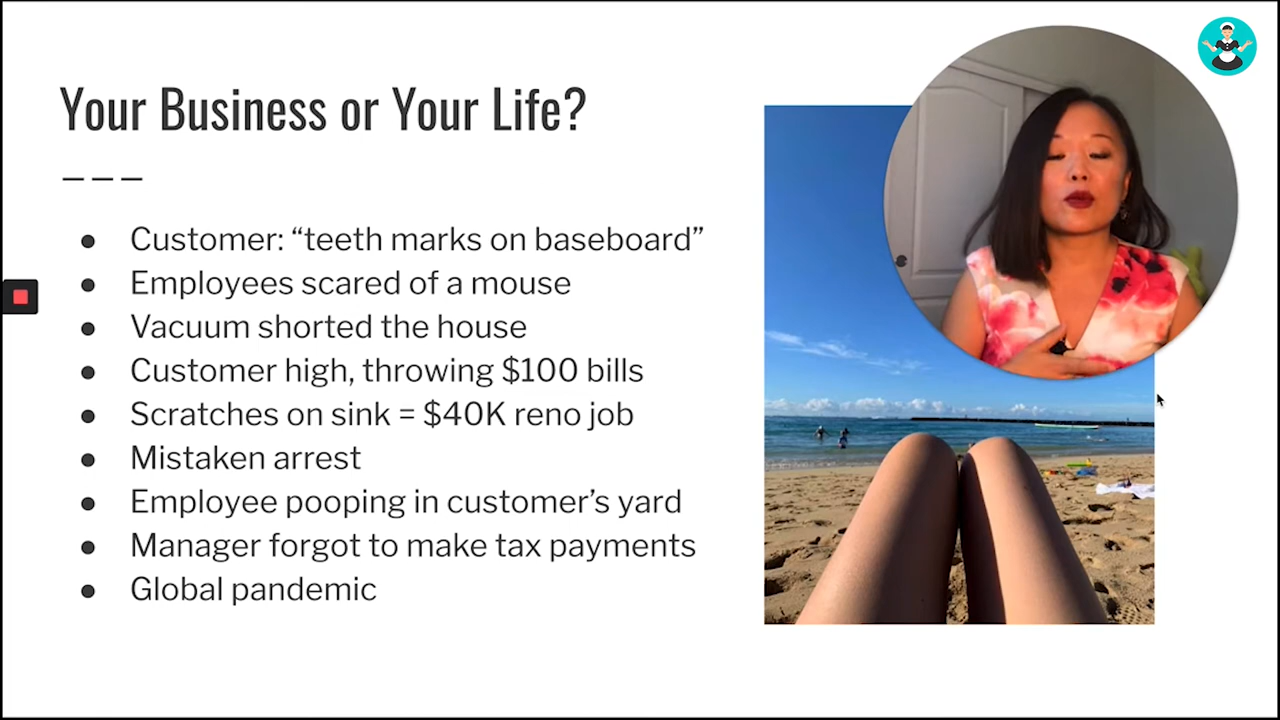 Your Business or Your Life?
● Customer: “teeth marks on baseboard”
● Employees scared of a mouse
● Vacuum shorted the house
● Customer high, throwing $100 bills
● Scratches on sink = $40K reno job
● Mistaken arrest
● Employee pooping in customer’s yard
● Manager forgot to make tax payments
● Global pandemic